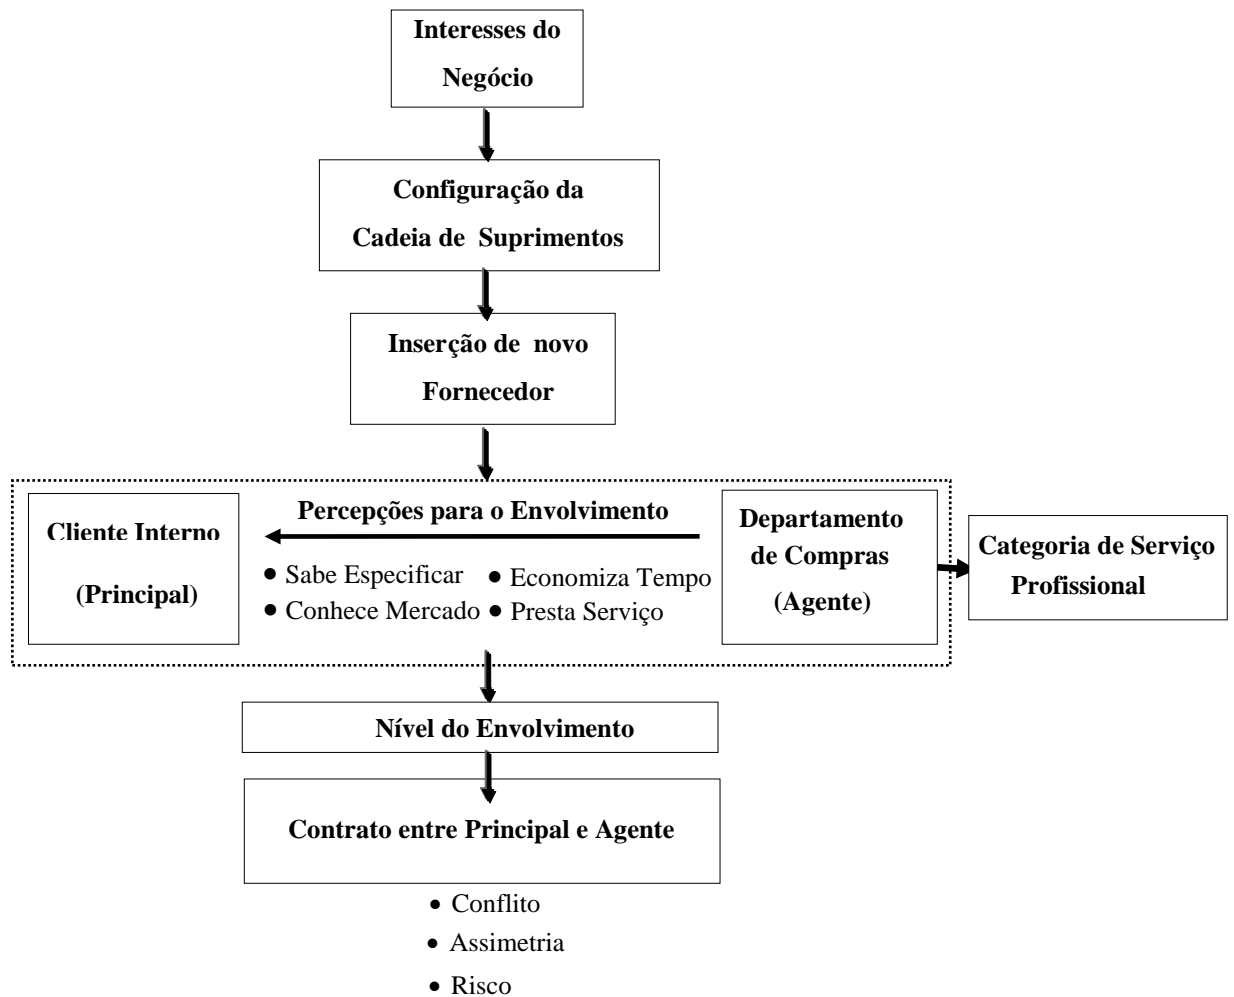 Interesses do
Negócio
Configuração da
Cadeia de Suprimentos
Inserção de novo
Fornecedor
Cliente Interno
(Principal)
Percepções para o Envolvimento
• Sabe Especificar
• Economiza Tempo
• Conhece Mercado
• Presta Serviço
Departamento
de Compras
(Agente)
Categoria de Serviço
Profissional
Nível do Envolvimento
Contrato entre Principal e Agente
• Conflito
• Assimetria
• Risco